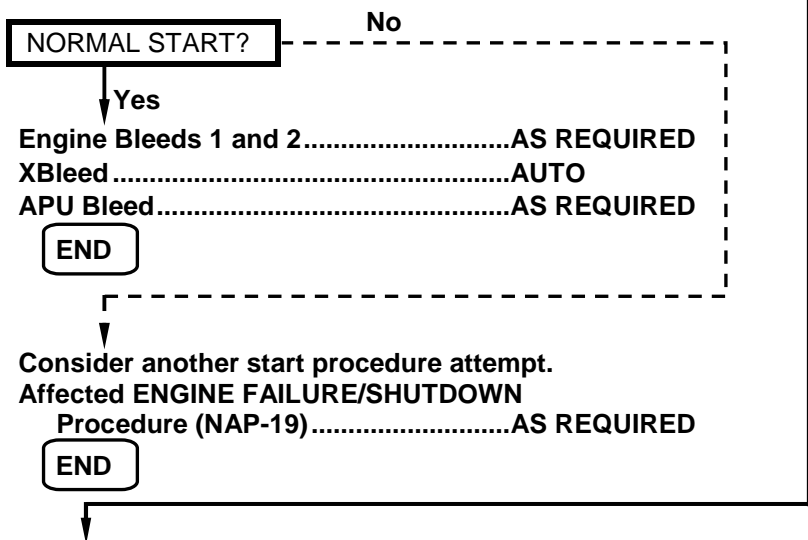 No
NORMAL START?
Yes
Engine Bleeds 1 and 2............................AS REQUIRED
XBleed......................................................AUTO
APU Bleed................................................AS REQUIRED
END
Consider another start procedure attempt.
Affected ENGINE FAILURE/SHUTDOWN
Procedure (NAP-19)...........................AS REQUIRED
END